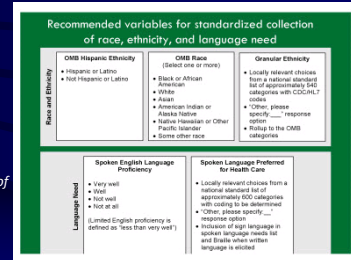 Recommended variables for standardized collection
of race, ethnicity, and language need
Race and Ethnicity
OMB Hispanic Ethnicity
• Hispanic or Latino
• Not Hispanic or Latino
OMB Race
(Select one or more)
• Black or African
American
• White
• Asian
• American Indian or
Alaska Native
• Native Hawaiian or Other
Pacific Islander
• Some other race
Granular Ethnicity
• Locally relevant choices
from a national standard
list of approximately 540
categories with CDC/HL7
codes
• "Other, please
specify:___" response
option
• Rollup to the OMB
categories
of
Language Need
Spoken English Language
Proficiency
• Very well
• Well
• Not well
• Not at all
(Limited English proficiency is
defined as "less than very well")
Spoken Language Preferred
for Health Care
• Locally relevant choices
from a national standard
list of approximately 600
categories with coding to be
determined
• "Other, please specify:__"
response option
• Inclusion of sign language in
spoken language need list
and Braille when written
language is elicited